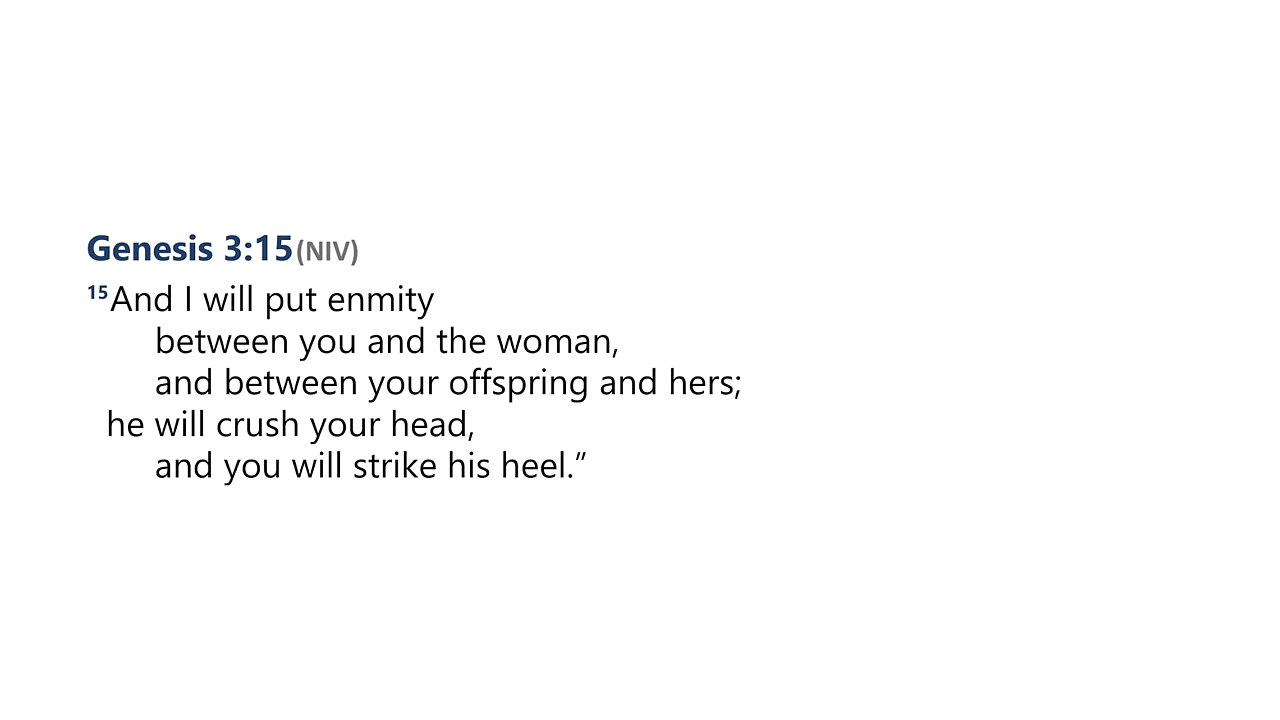 Genesis 3:15(NIV)
15And I will put enmity
between you and the woman,
and between your offspring and hers;
he will crush your head,
and you will strike his heel.”